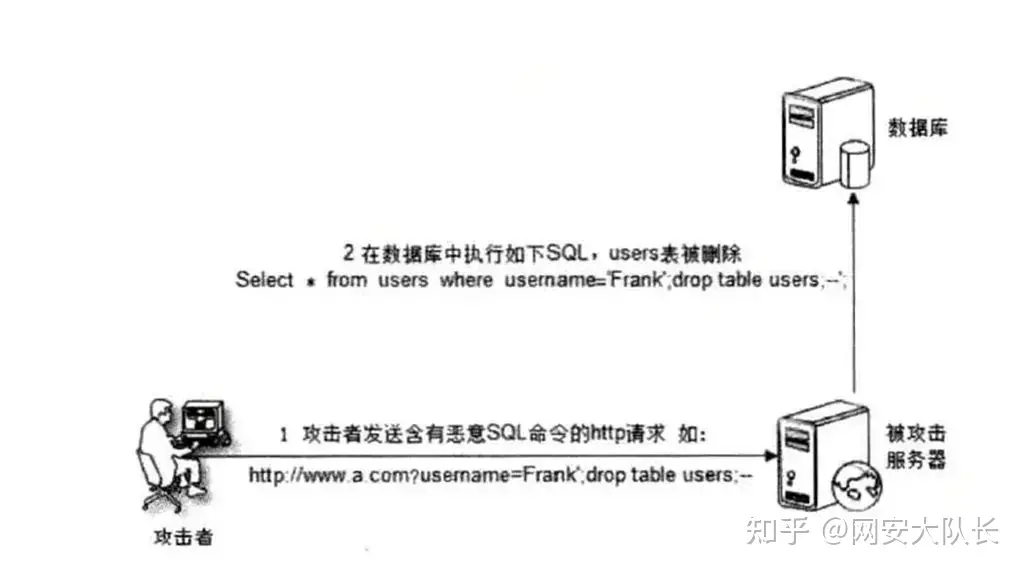 数据库
2 在数据库中执行如下SQL，users表被删除
Select * from users where username='Frank';drop table users;--';
1 攻击者发送含有恶意SQL命令的http请求 如：
http://www.a.com?username=Frank';drop table users;--
被攻击
服务器
攻击者
知乎 @网安大队长